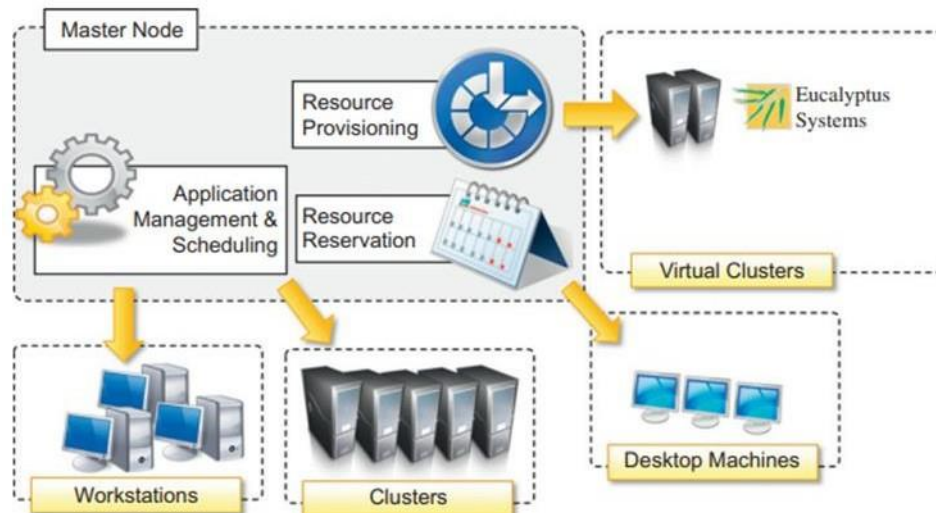 Master Node
Resource
Provisioning
Eucalyptus
Systems
Application
Management &
Scheduling
Resource
Reservation
Virtual Clusters
Workstations
Clusters
Desktop Machines